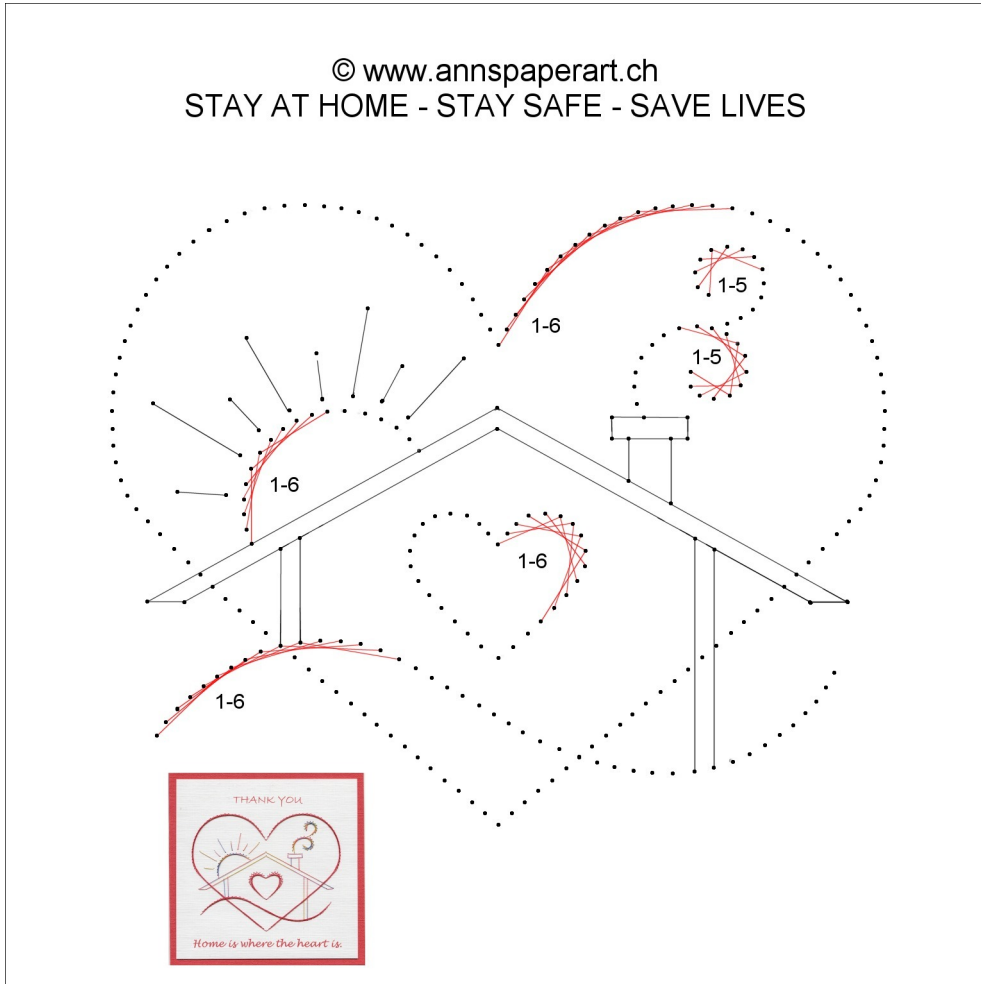 © www.annspaperart.ch
STAY AT HOME - STAY SAFE - SAVE LIVES
1-5
1-6
1-5
1-6
1-6
1-6
THANK YOU
Home is where the heart is.